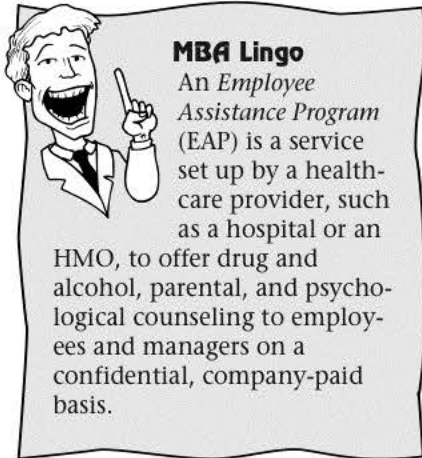 MBA Lingo
An Employee
Assistance Program
(EAP) is a service
set up by a health-
care provider, such
as a hospital or an
HMO, to offer drug and
alcohol, parental, and psycho-
logical counseling to employ-
ees and managers on a
confidential, company-paid
basis.